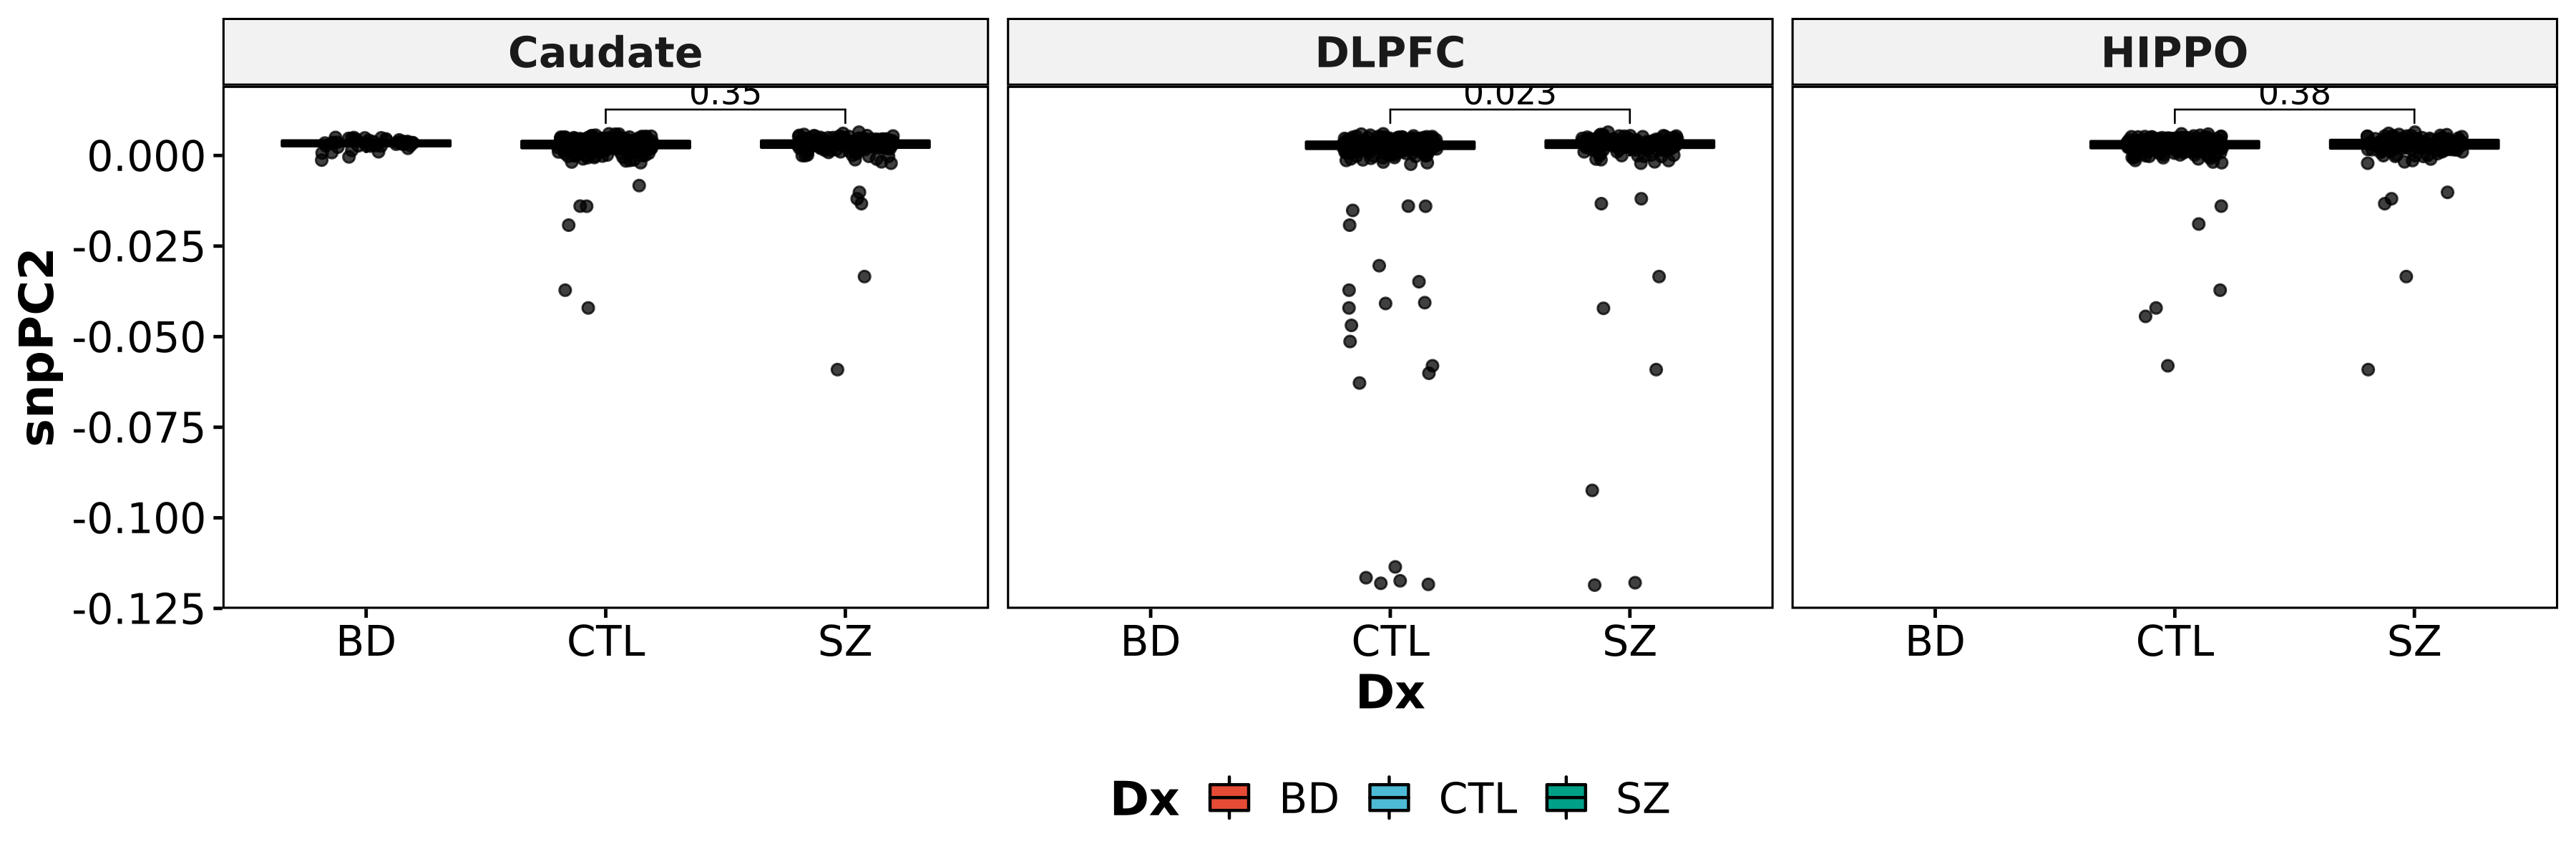 Caudate DLPFC HIPPO
0.35 0.023 0.38
snpPC2
0.000
-0.025
-0.050
-0.075
-0.100
-0.125
BD CTL SZ BD CTL SZ BD CTL SZ
Dx
Dx BD CTL SZ